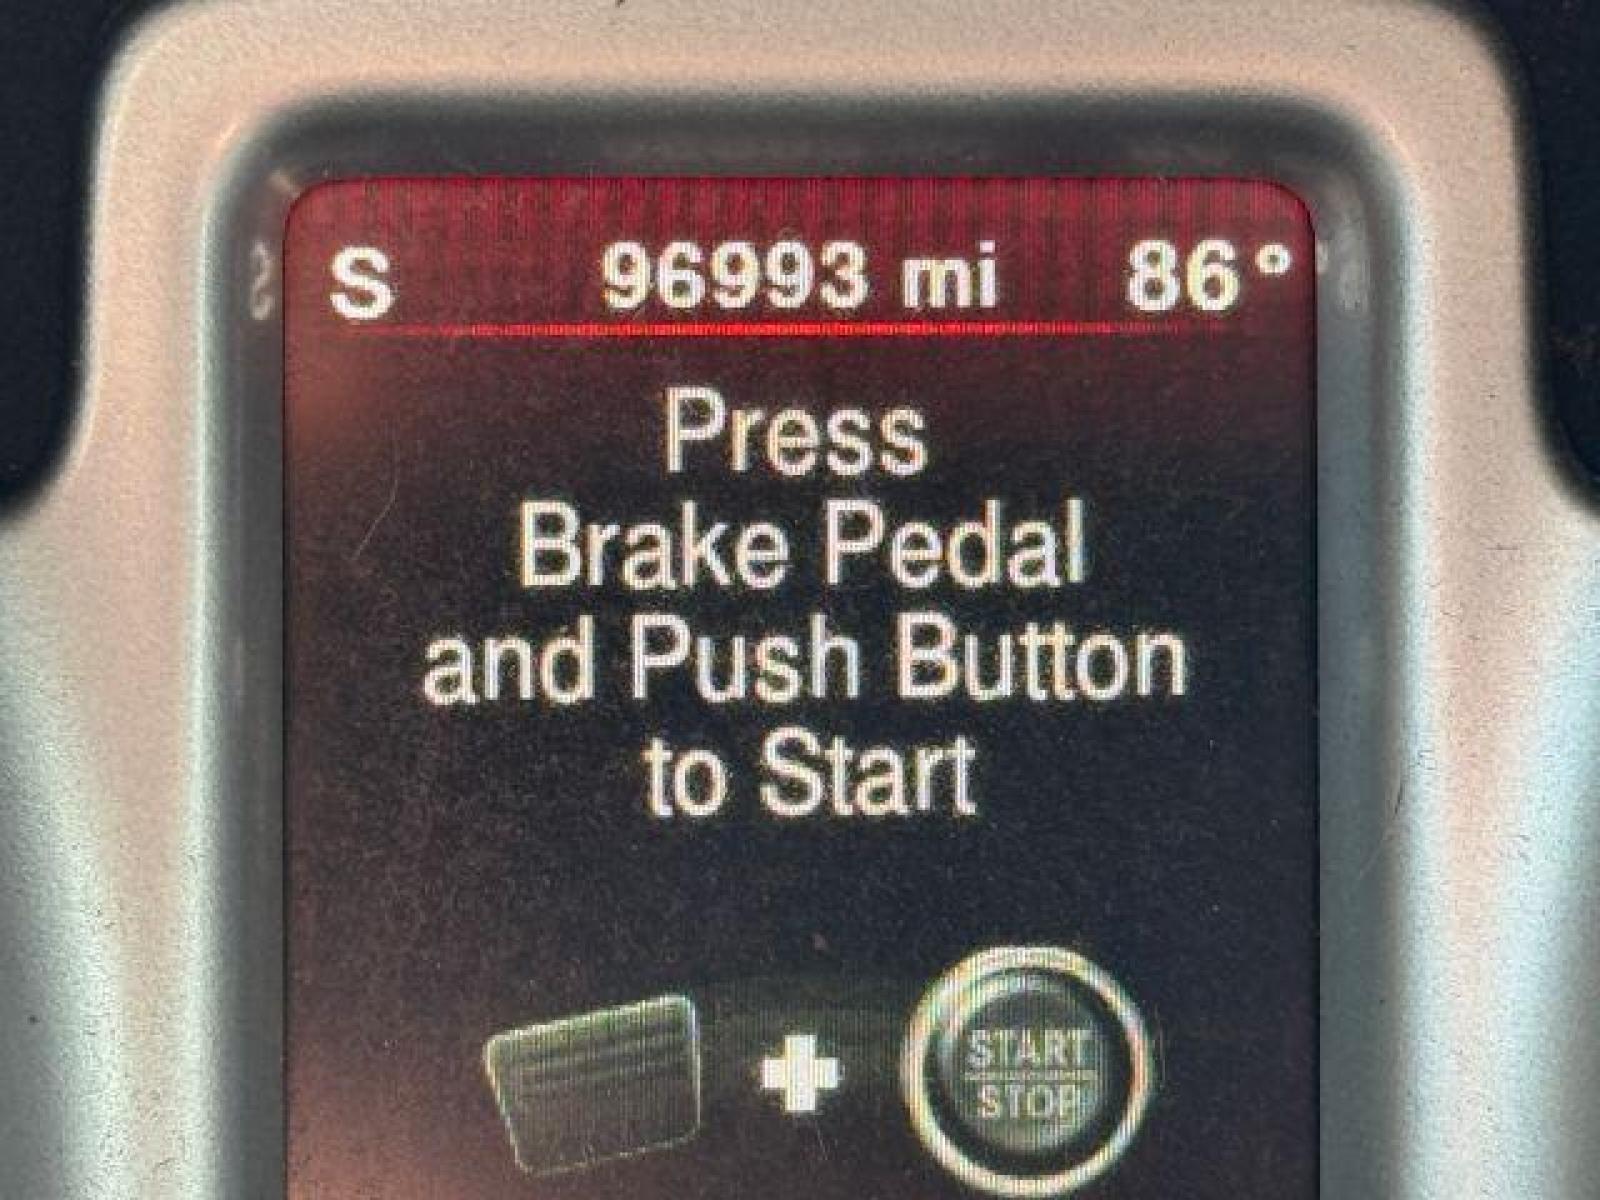 S 96993 mi 86°
Press
Brake Pedal
and Push Button
to Start
START
STOP